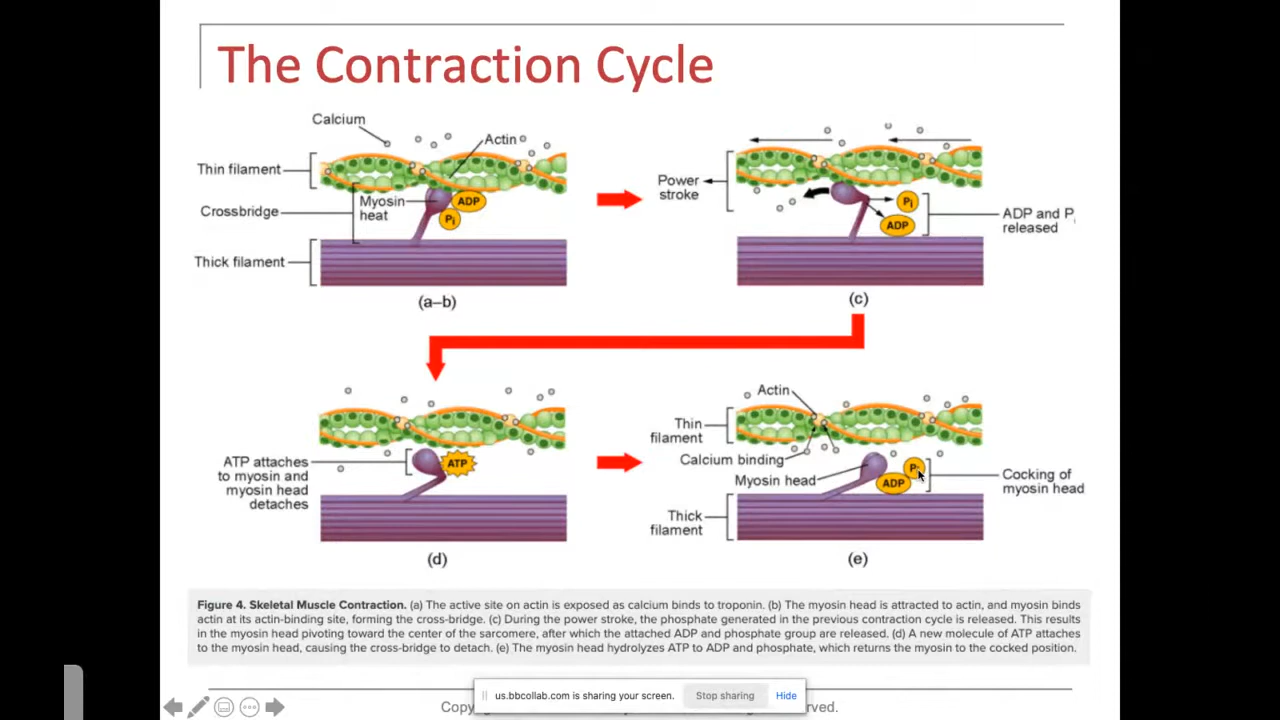 The Contraction Cycle
Calcium
Actin
Thin filament
Crossbridge
Myosin
heat
ADP
Pi
Thick filament
(a–b)
Power
stroke
Pi
ADP
ADP and Pi
released
(c)
ATP attaches
to myosin and
myosin head
detaches
ATP
(d)
Actin
Thin
filament
Calcium binding
Myosin head
Thick
filament
ADP
Cocking of
myosin head
(e)
Figure 4. Skeletal Muscle Contraction. (a) The active site on actin is exposed as calcium binds to troponin. (b) The myosin head is attracted to actin, and myosin binds
actin at its actin-binding site, forming the cross-bridge. (c) During the power stroke, the phosphate generated in the previous contraction cycle is released. This results
in the myosin head pivoting toward the center of the sarcomere, after which the attached ADP and phosphate group are released. (d) A new molecule of ATP attaches
to the myosin head, causing the cross-bridge to detach. (e) The myosin head hydrolyzes ATP to ADP and phosphate, which returns the myosin to the cocked position.
us.bbcollab.com is sharing your screen.
Stop sharing
Hide